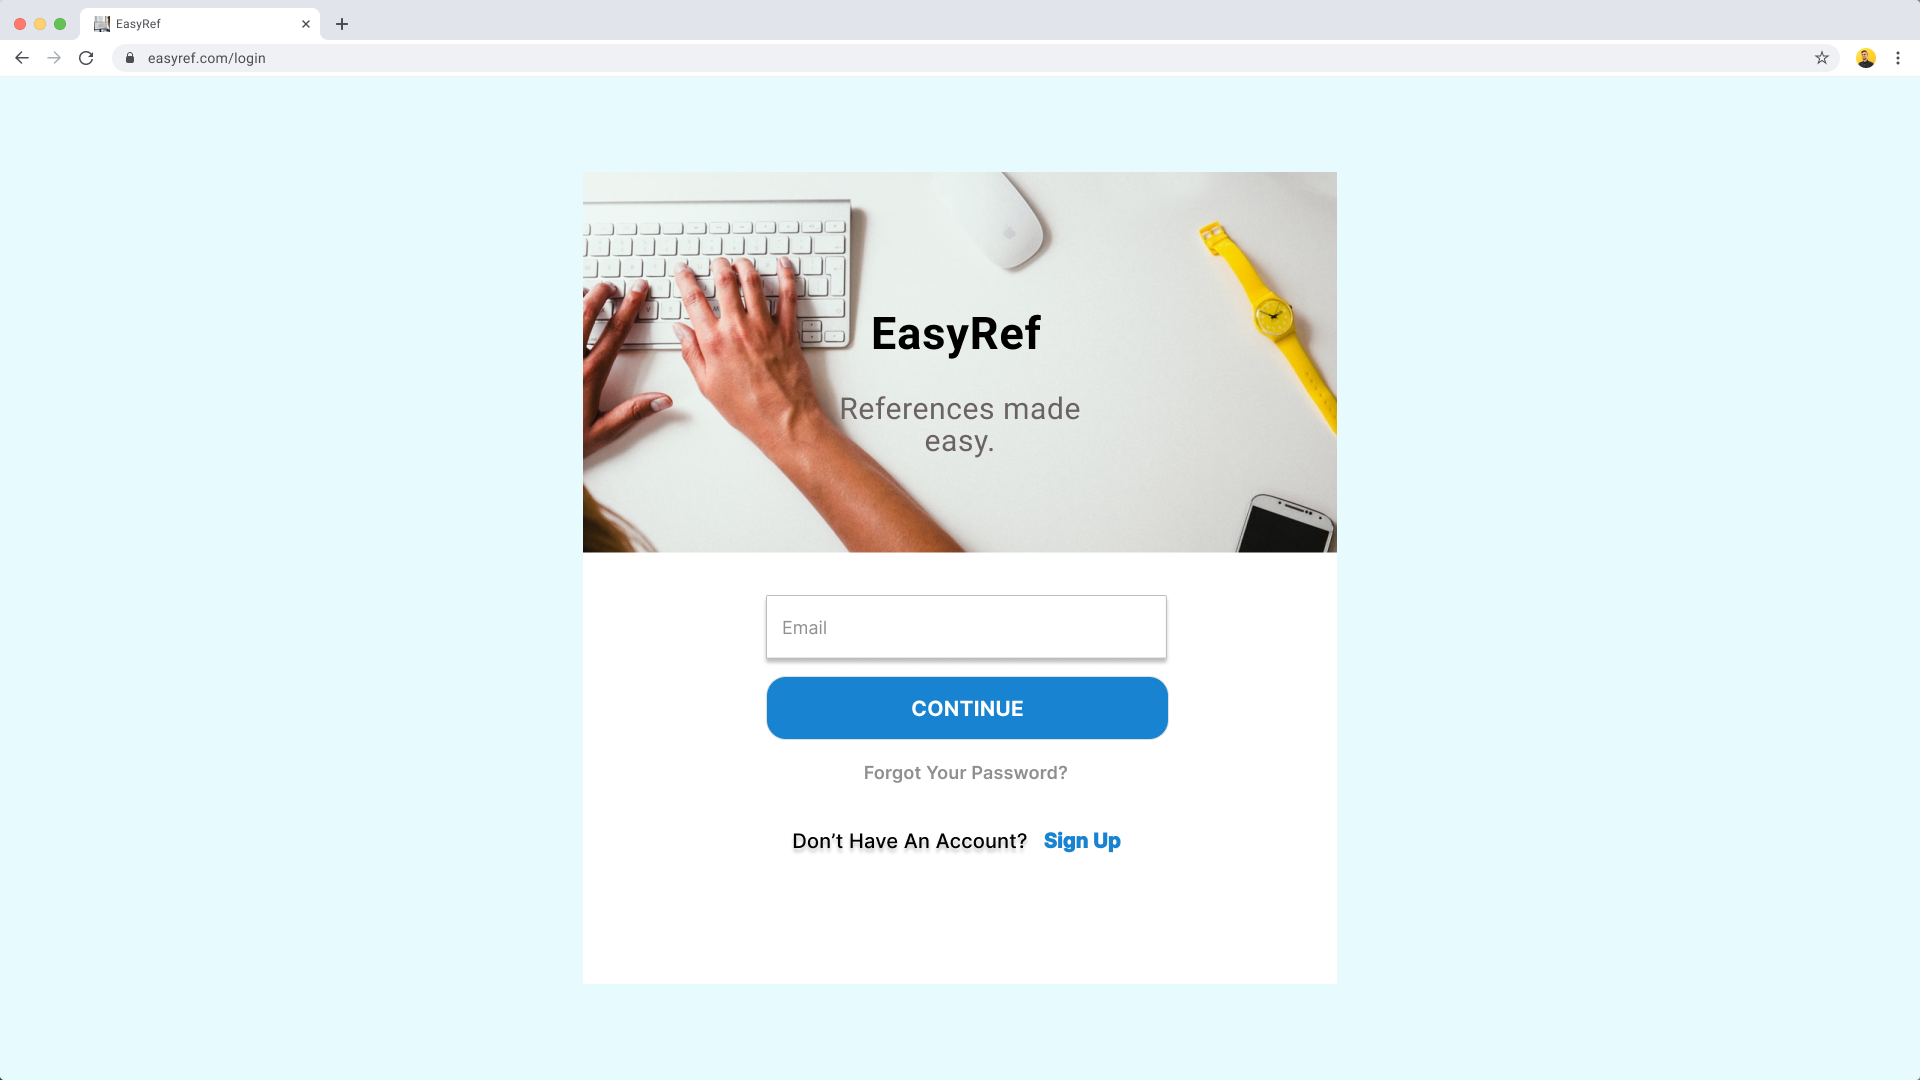 EasyRef
easyref.com/login
EasyRef
References made
easy.
Email
CONTINUE
Forgot Your Password?
Don’t Have An Account? Sign Up